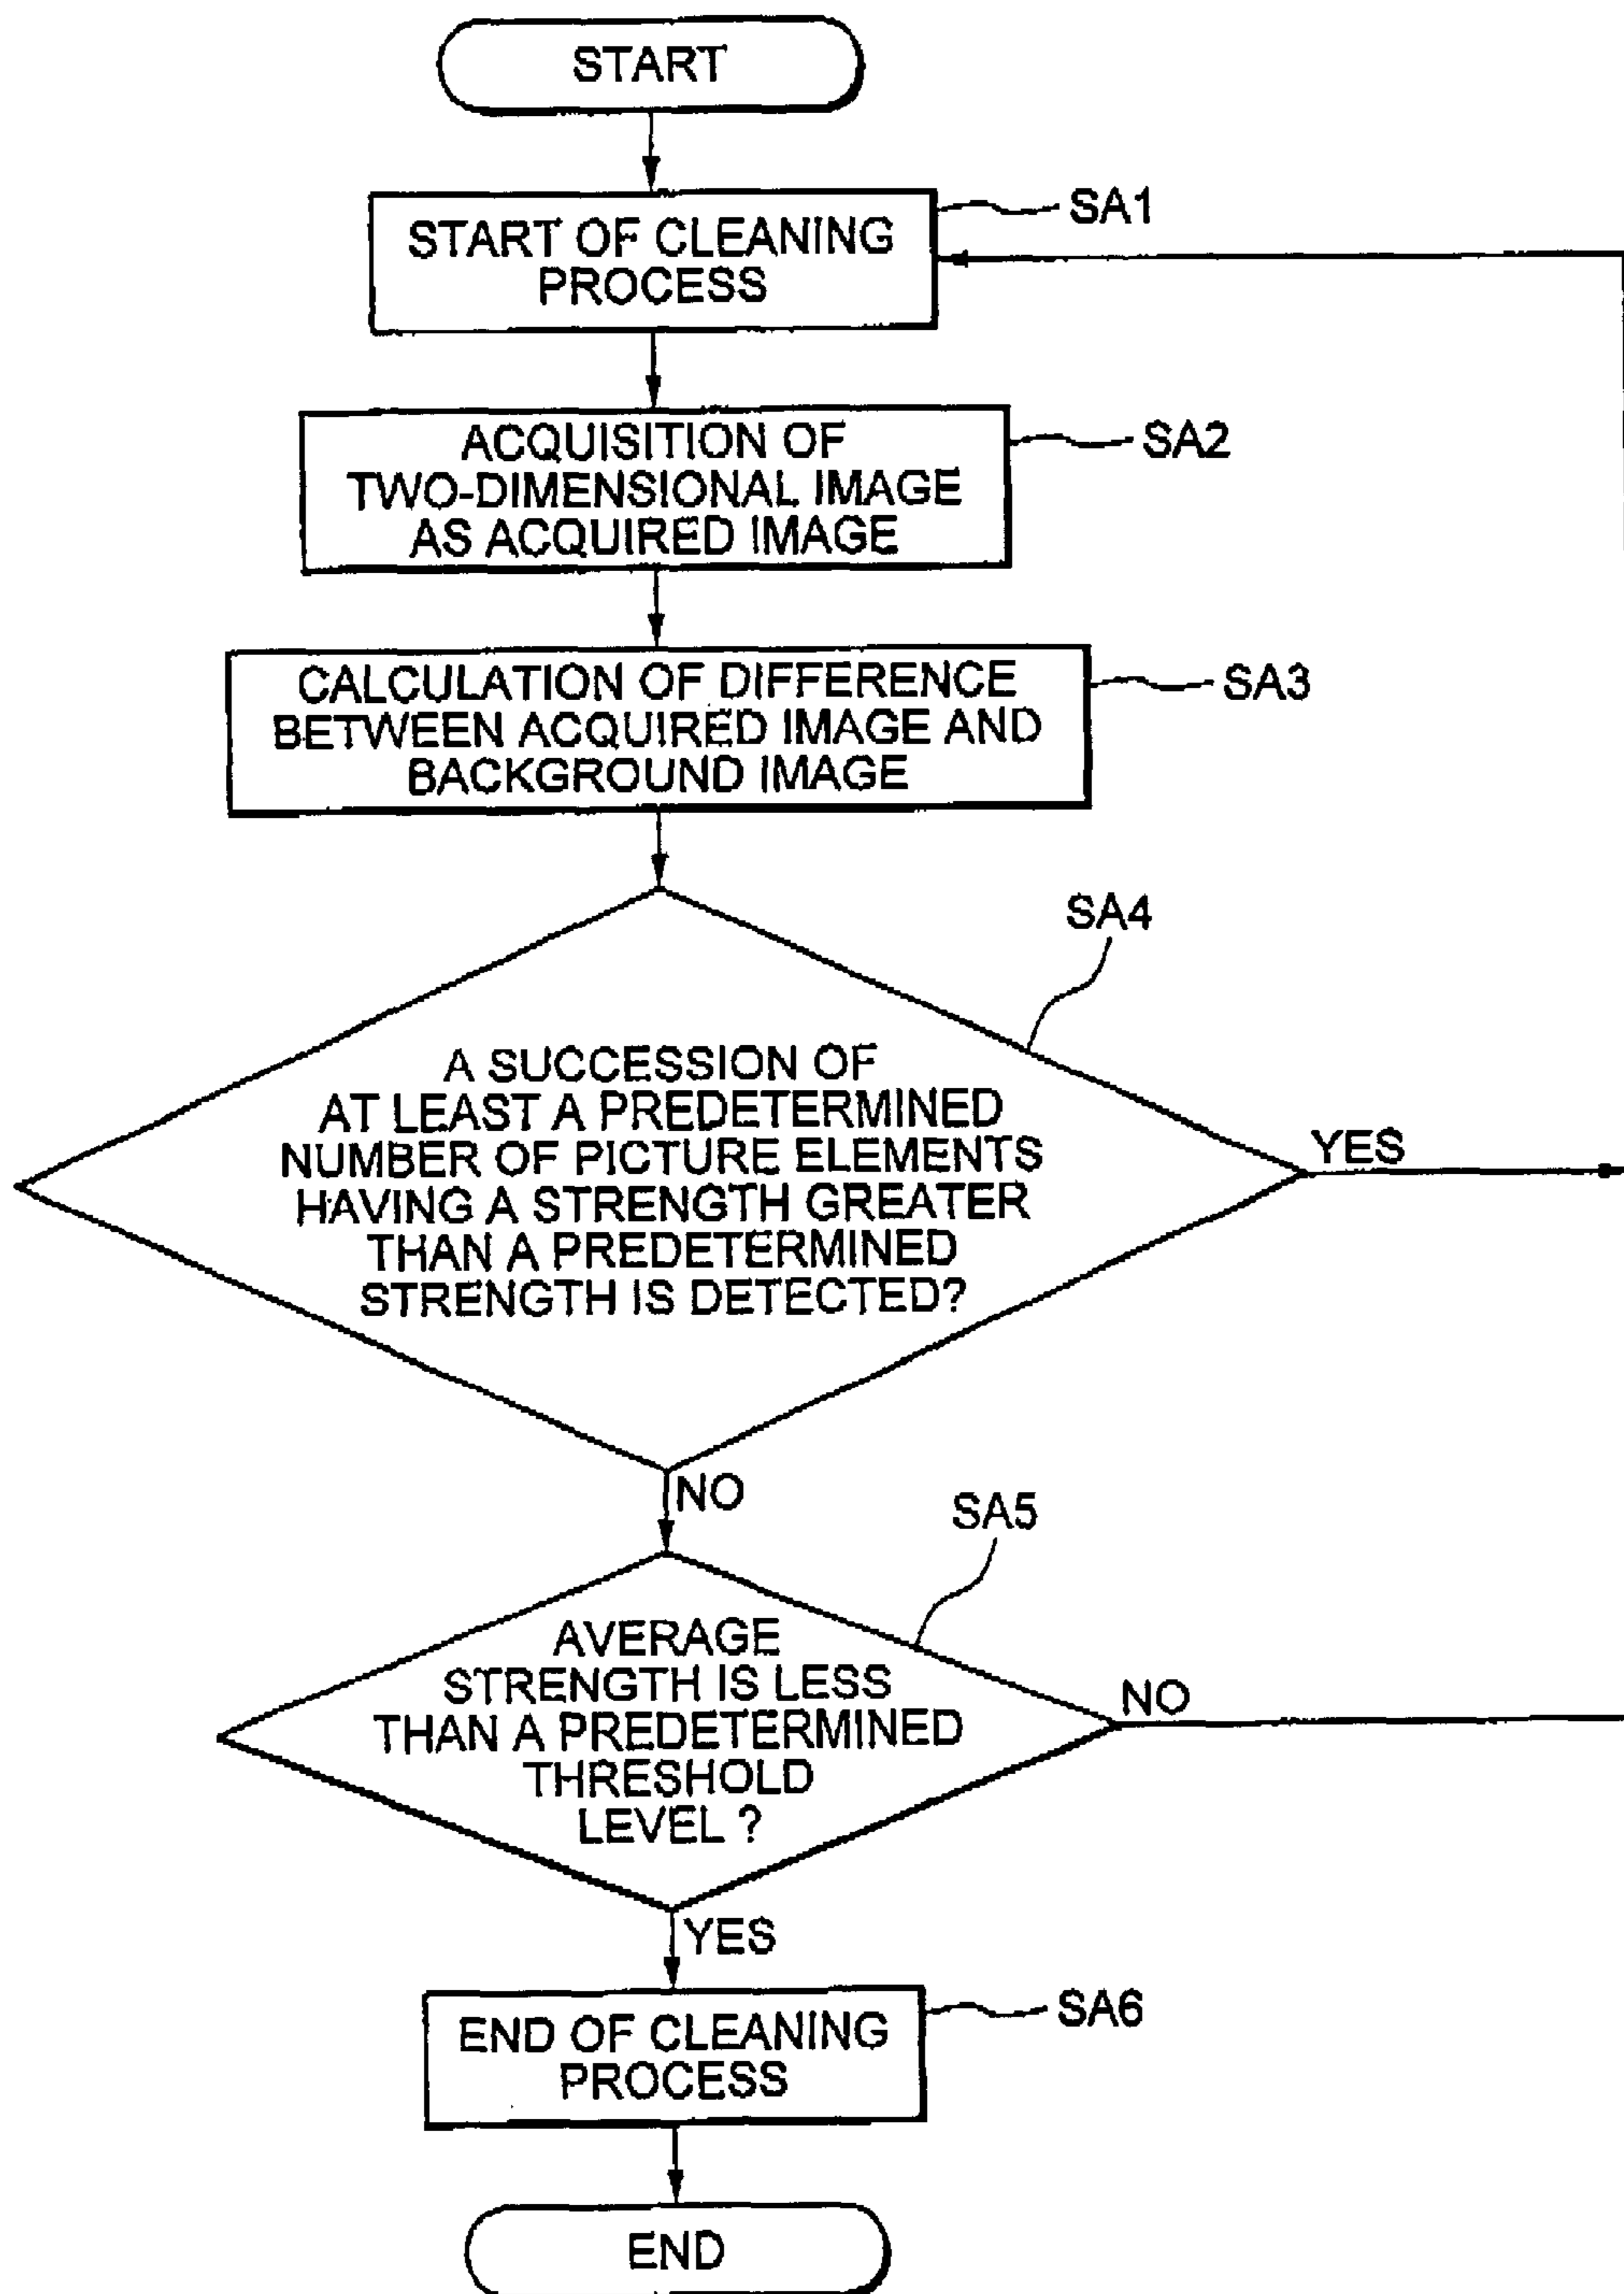 START
START OF CLEANING
PROCESS
SA1
ACQUISITION OF
TWO-DIMENSIONAL IMAGE
AS ACQUIRED IMAGE
SA2
CALCULATION OF DIFFERENCE
BETWEEN ACQUIRED IMAGE AND
BACKGROUND IMAGE
SA3
SA4
A SUCCESSION OF
AT LEAST A PREDETERMINED
NUMBER OF PICTURE ELEMENTS
HAVING A STRENGTH GREATER
THAN A PREDETERMINED
STRENGTH IS DETECTED?
YES
NO
SA5
AVERAGE
STRENGTH IS LESS
THAN A PREDETERMINED
THRESHOLD
LEVEL ?
NO
YES
END OF CLEANING
PROCESS
SA6
END